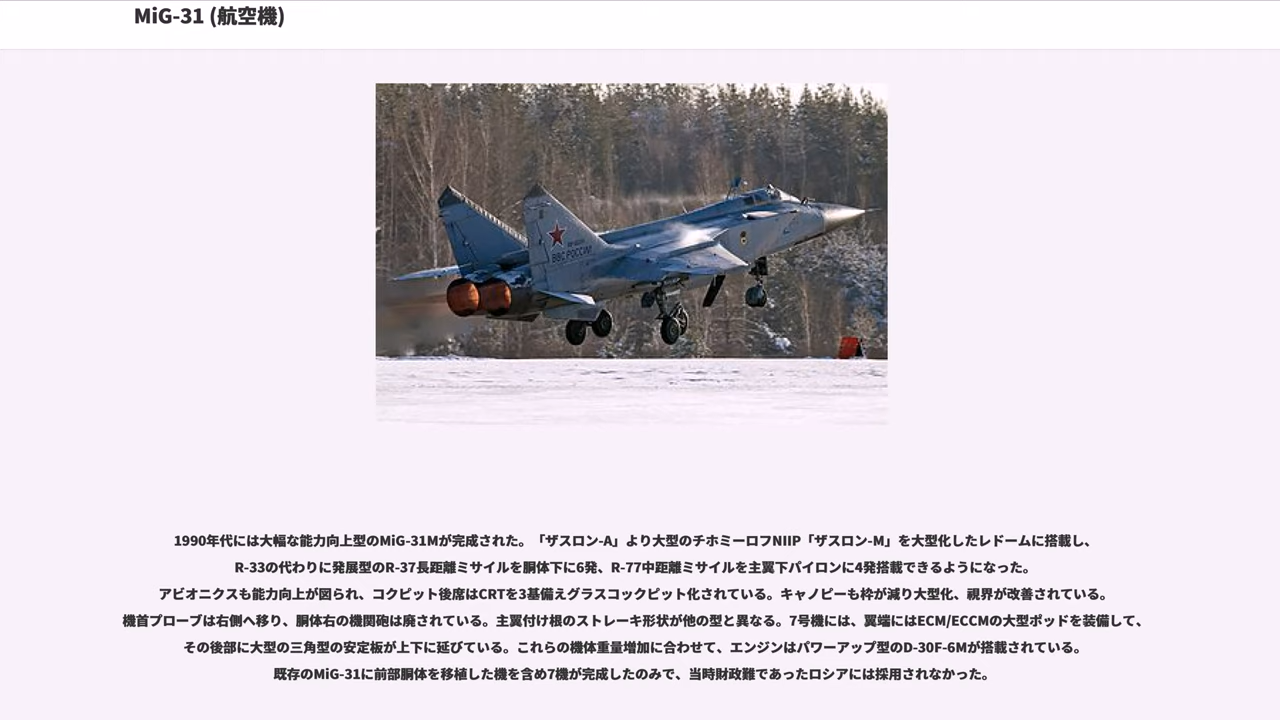 MiG-31 (航空機)
ВВС РОССИИ
1990年代には大幅な能力向上型のMiG-31Mが完成された。「ザスロン-A」より大型のチホミーロフNIIP「ザスロン-M」を大型化したレドームに搭載し、
R-33の代わりに発展型のR-37長距離ミサイルを胴体下に6発、R-77中距離ミサイルを主翼下パイロンに4発搭載できるようになった。
アビオニクスも能力向上が図られ、コクピット後席はCRTを3基備えグラスコックピット化されている。キャノピーも枠が減り大型化、視界が改善されている。
機首プローブは右側へ移り、胴体右の機関砲は廃されている。主翼付け根のストレーキ形状が他の型と異なる。7号機には、翼端にはECM/ECCMの大型ポッドを装備して、
その後部に大型の三角型の安定板が上下に延びている。これらの機体重量増加に合わせて、エンジンはパワーアップ型のD-30F-6Mが搭載されている。
既存のMiG-31に前部胴体を移植した機を含め7機が完成したのみで、当時財政難であったロシアには採用されなかった。